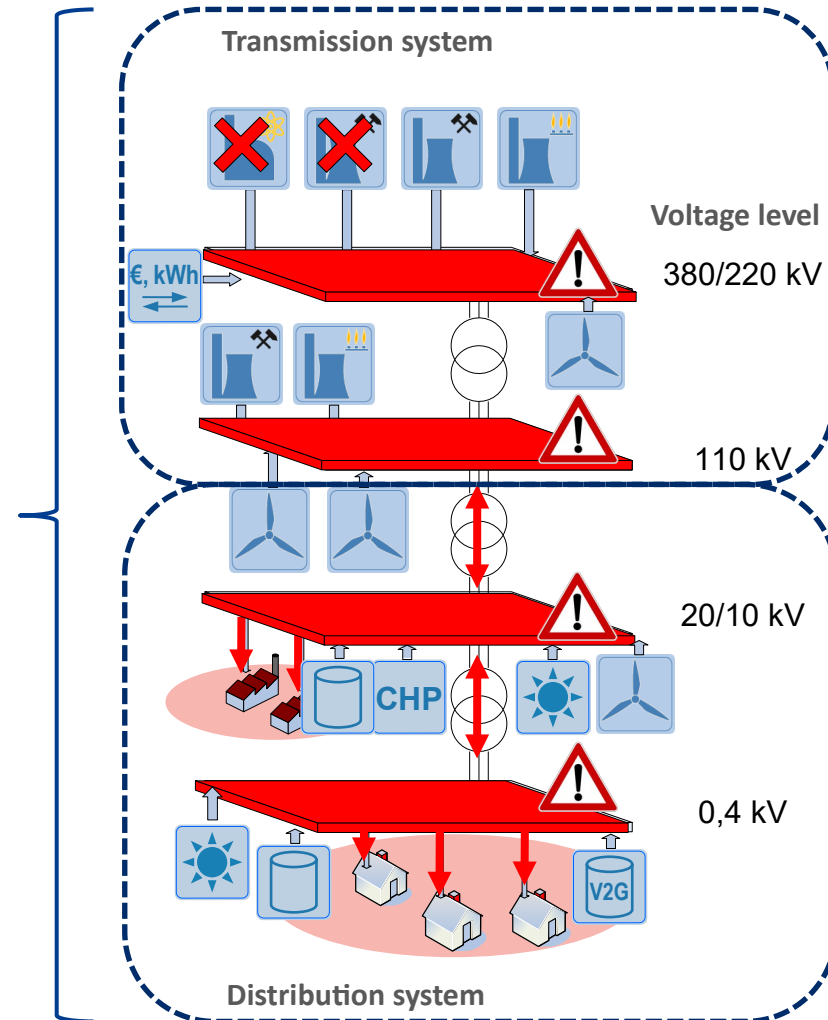 Transmission system
Voltage level
380/220 kV
€, kWh
110 kV
20/10 kV
CHP
0,4 kV
V2G
Distribution system